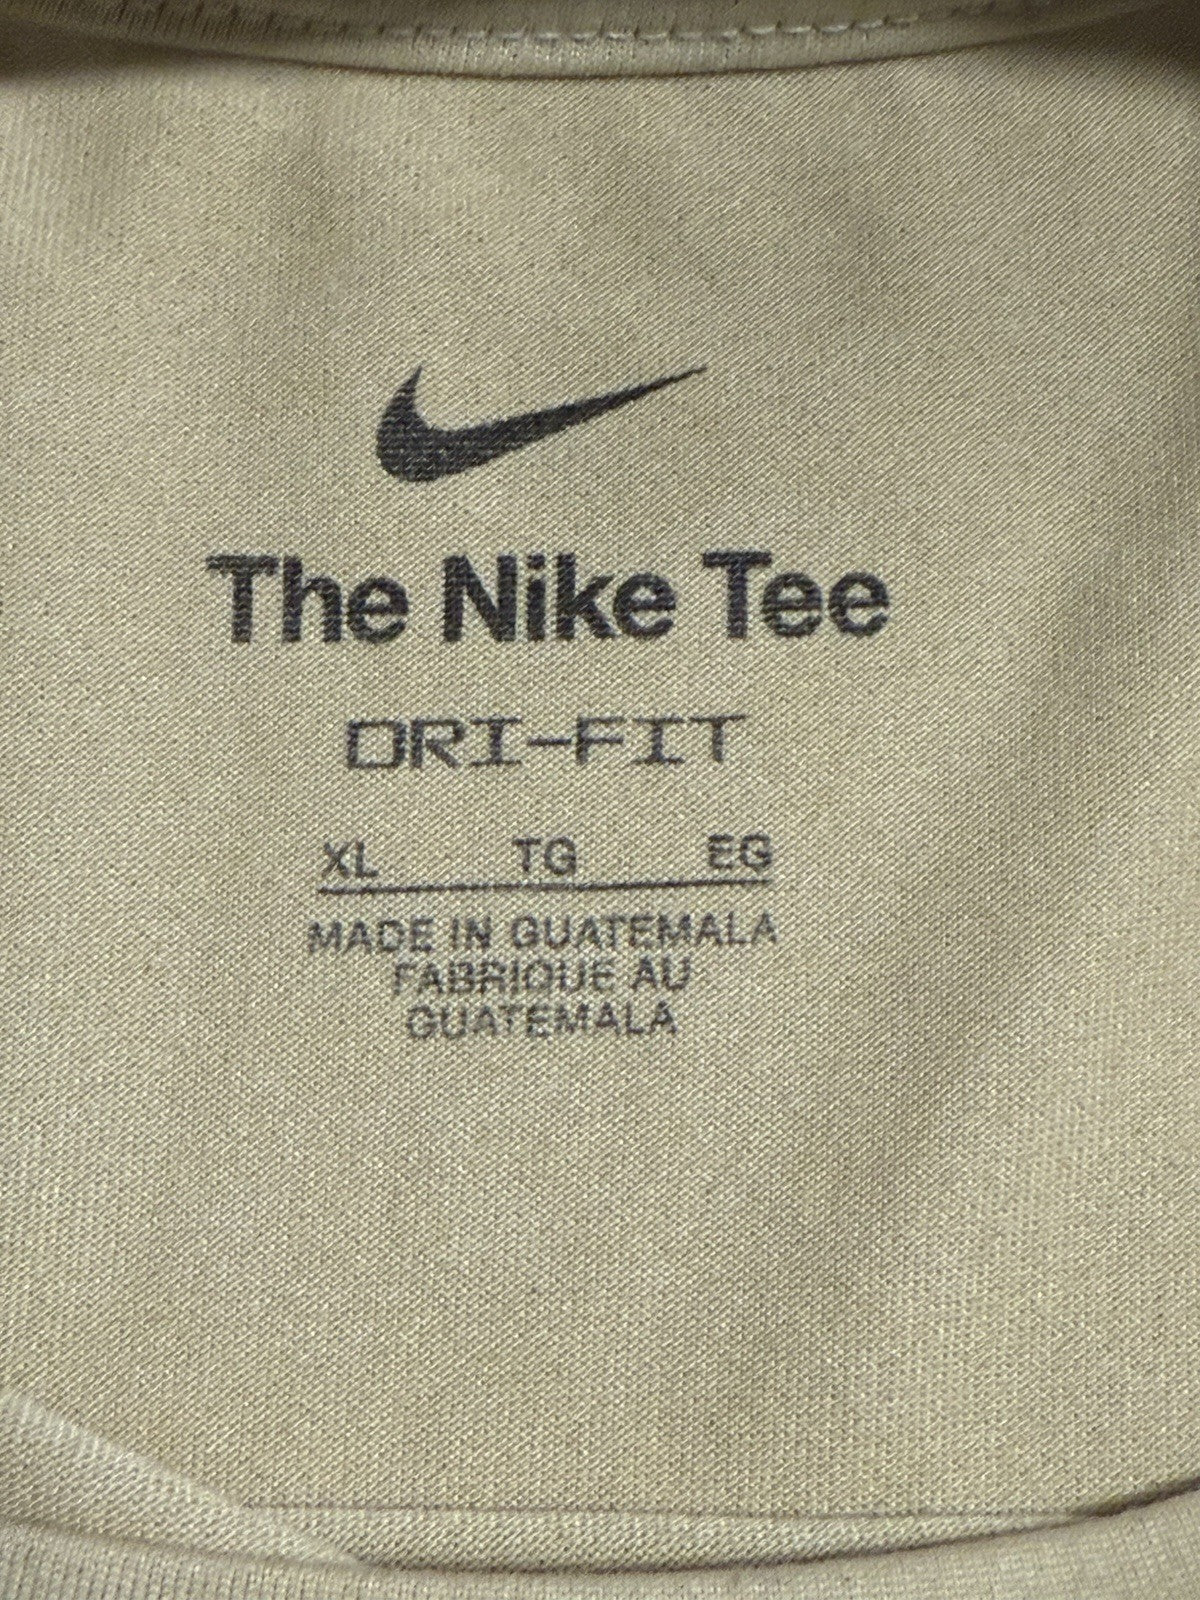 The Nike Tee
DRI-FIT
XL TG EG
MADE IN GUATEMALA
FABRIQUE AU
GUATEMALA